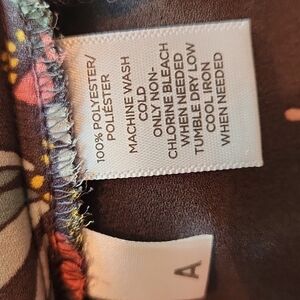 100% POLYESTER/
POLIÉSTER
MACHINE WASH
COLD
ONLY NON-
CHLORINE BLEACH
WHEN NEEDED
TUMBLE DRY LOW
COOL IRON
WHEN NEEDED
A